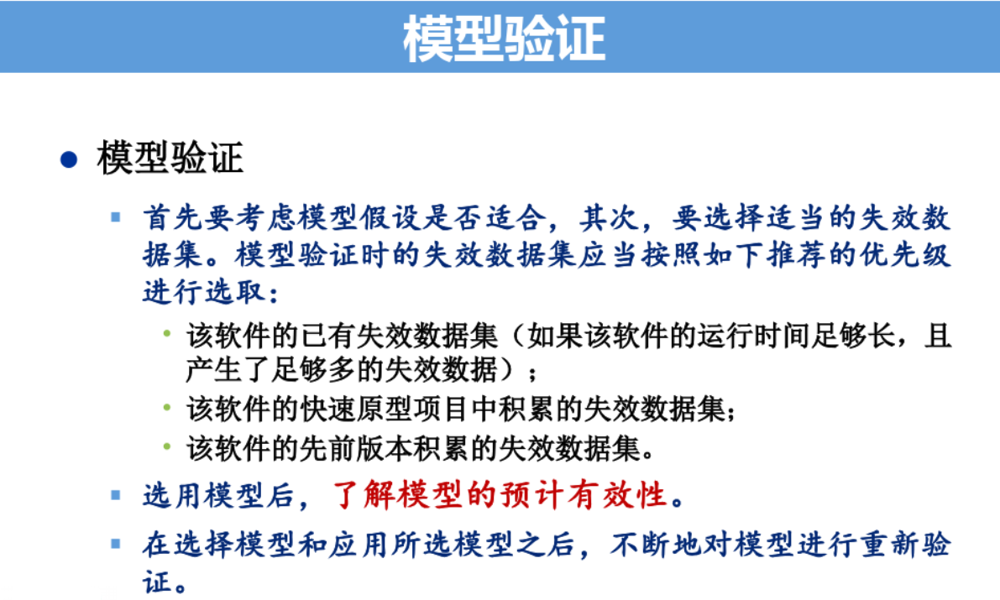 模型验证
● 模型验证
▪ 首先要考虑模型假设是否适合，其次，要选择适当的失效数
据集。模型验证时的失效数据集应当按照如下推荐的优先级
进行选取：
• 该软件的已有失效数据集（如果该软件的运行时间足够长，且
产生了足够多的失效数据）；
• 该软件的快速原型项目中积累的失效数据集；
• 该软件的先前版本积累的失效数据集。
▪ 选用模型后，了解模型的预计有效性。
▪ 在选择模型和应用所选模型之后，不断地对模型进行重新验
证。